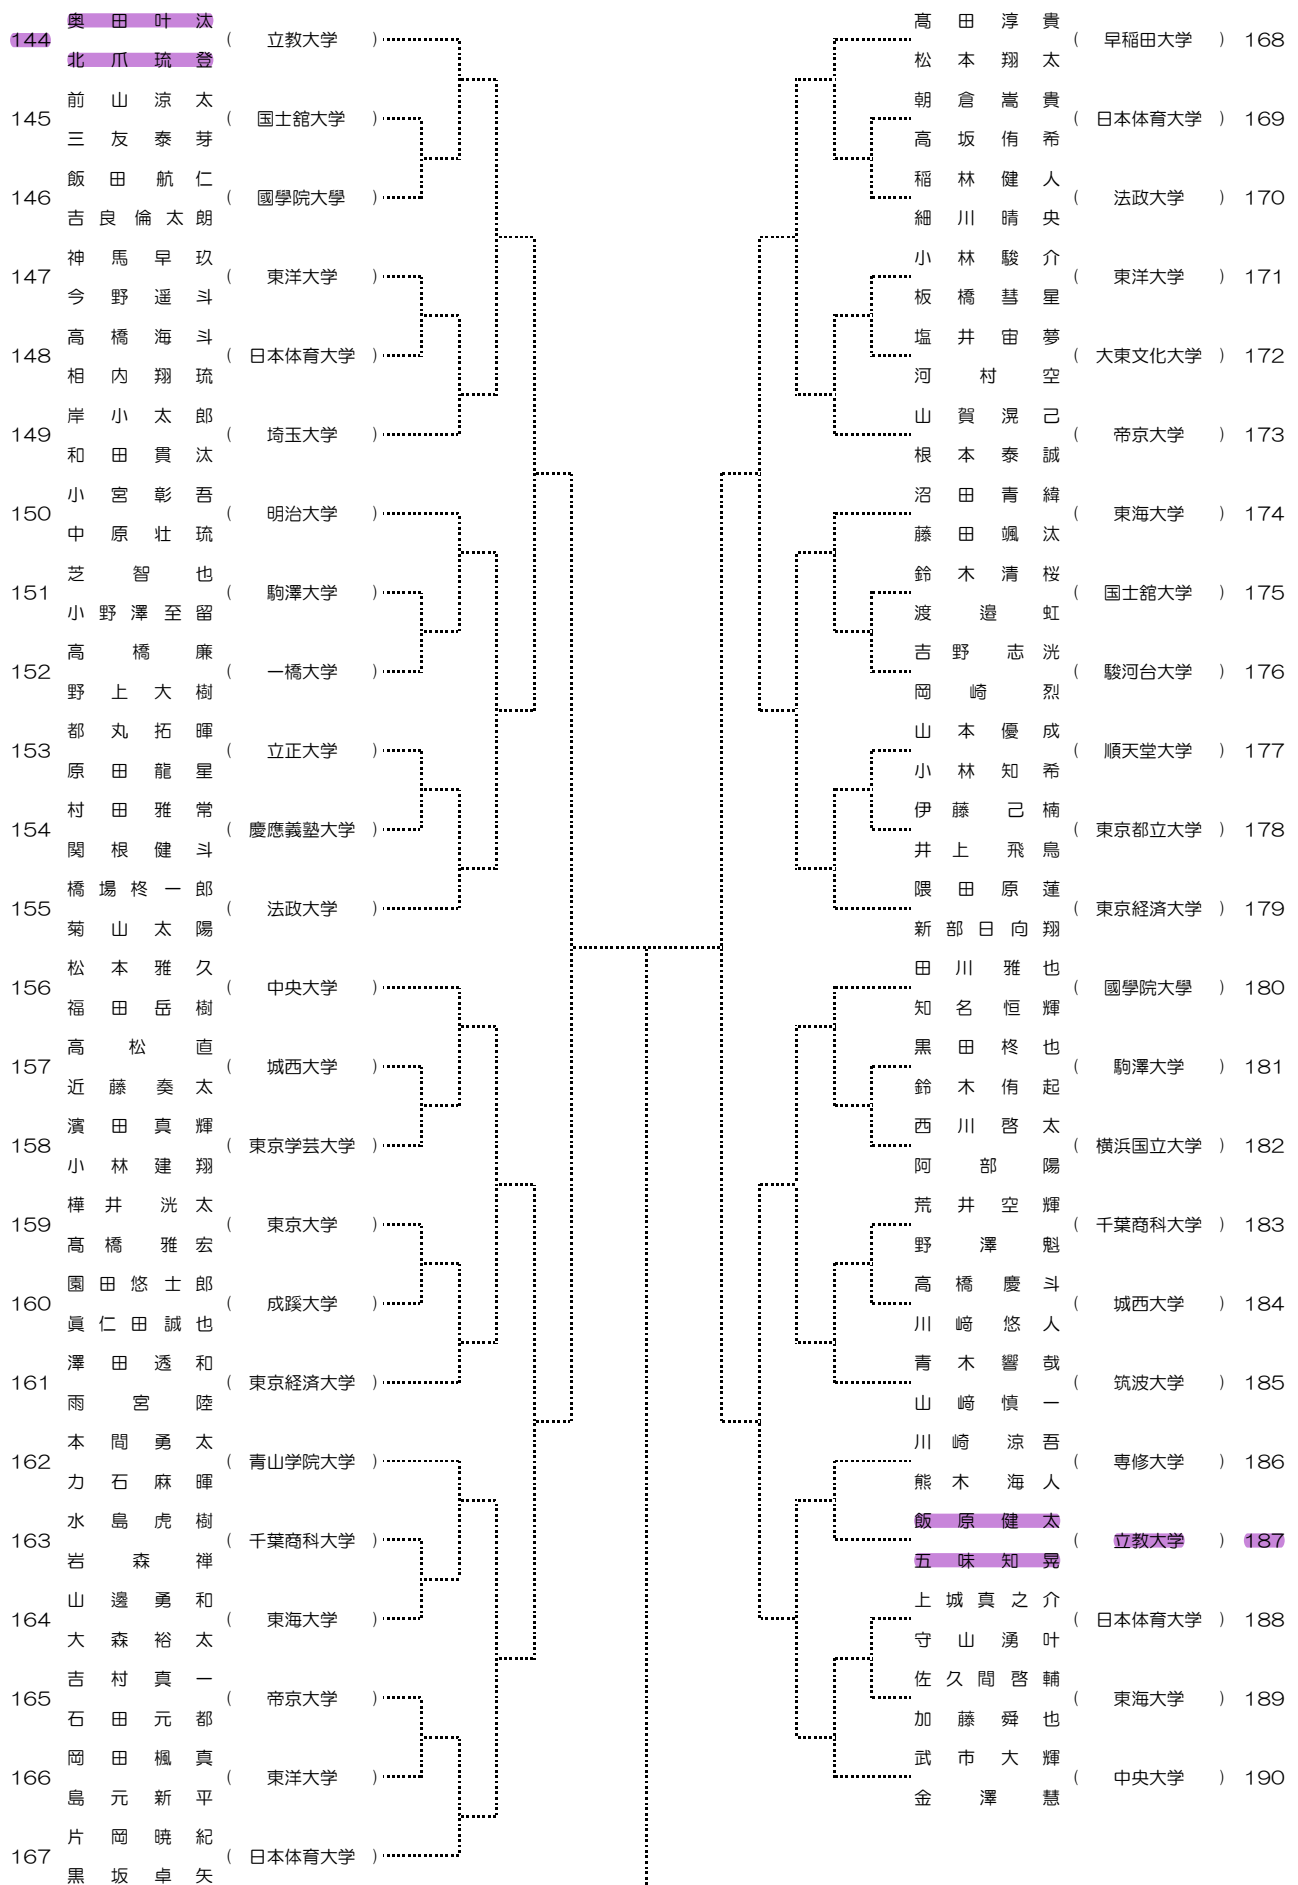 奥田叶汰
144 ( 立教大学 )
北爪琉登
前山涼太
145 ( 国士舘大学 )
三友泰芽
飯田航仁
146 ( 國學院大學 )
吉良倫太朗
神馬早玖
147 ( 東洋大学 )
今野遥斗
高橋海斗
148 ( 日本体育大学 )
相内翔琉
岸小太郎
149 ( 埼玉大学 )
和田貫汰
小宮彰吾
150 ( 明治大学 )
中原壮琉
芝智也
151 ( 駒澤大学 )
小野澤至留
高橋廉
152 ( 一橋大学 )
野上大樹
都丸拓暉
153 ( 立正大学 )
原田龍星
村田雅常
154 ( 慶應義塾大学 )
関根健斗
橋場柊一郎
155 ( 法政大学 )
菊山太陽
松本雅久
156 ( 中央大学 )
福田岳樹
高松直
157 ( 城西大学 )
近藤奏太
濱田真輝
158 ( 東京学芸大学 )
小林建翔
樺井洸太
159 ( 東京大学 )
髙橋雅宏
園田悠士郎
160 ( 成蹊大学 )
眞仁田誠也
澤田透和
161 ( 東京経済大学 )
雨宮陸
本間勇太
162 ( 青山学院大学 )
力石麻暉
水島虎樹
163 ( 千葉商科大学 )
岩森禅
山邊勇和
164 ( 東海大学 )
大森裕太
吉村真一
165 ( 帝京大学 )
石田元都
岡田楓真
166 ( 東洋大学 )
島元新平
片岡暁紀
167 ( 日本体育大学 )
黒坂卓矢
髙田淳貴
( 早稲田大学 ) 168
松本翔太
朝倉嵩貴
( 日本体育大学 ) 169
高坂侑希
稲林健人
( 法政大学 ) 170
細川晴央
小林駿介
( 東洋大学 ) 171
板橋彗星
塩井宙夢
( 大東文化大学 ) 172
河村空
山賀滉己
( 帝京大学 ) 173
根本泰誠
沼田青緯
( 東海大学 ) 174
藤田颯汰
鈴木清桜
( 国士舘大学 ) 175
渡邉虹
吉野志洸
( 駿河台大学 ) 176
岡崎烈
山本優成
( 順天堂大学 ) 177
小林知希
伊藤己楠
( 東京都立大学 ) 178
井上飛鳥
隈田原蓮
( 東京経済大学 ) 179
新部日向翔
田川雅也
( 國學院大學 ) 180
知名恒輝
黒田柊也
( 駒澤大学 ) 181
鈴木侑起
西川啓太
( 横浜国立大学 ) 182
阿部陽
荒井空輝
( 千葉商科大学 ) 183
野澤魁
高橋慶斗
( 城西大学 ) 184
川﨑悠人
青木響哉
( 筑波大学 ) 185
山﨑慎一
川崎涼吾
( 専修大学 ) 186
熊木海人
飯原健太
( 立教大学 ) 187
五味知晃
上城真之介
( 日本体育大学 ) 188
守山湧叶
佐久間啓輔
( 東海大学 ) 189
加藤舜也
武市大輝
( 中央大学 ) 190
金澤慧